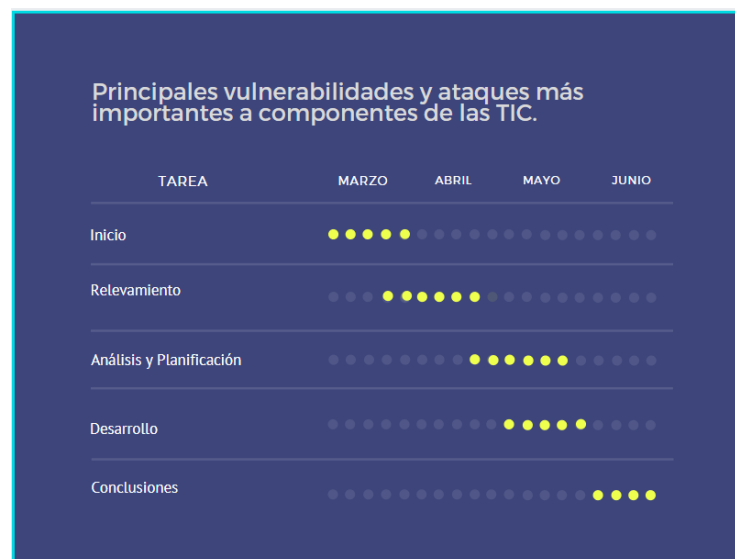 Principales vulnerabilidades y ataques más
importantes a componentes de las TIC.
TAREA MARZO ABRIL MAYO JUNIO
Inicio
Relevamiento
Análisis y Planificación
Desarrollo
Conclusiones